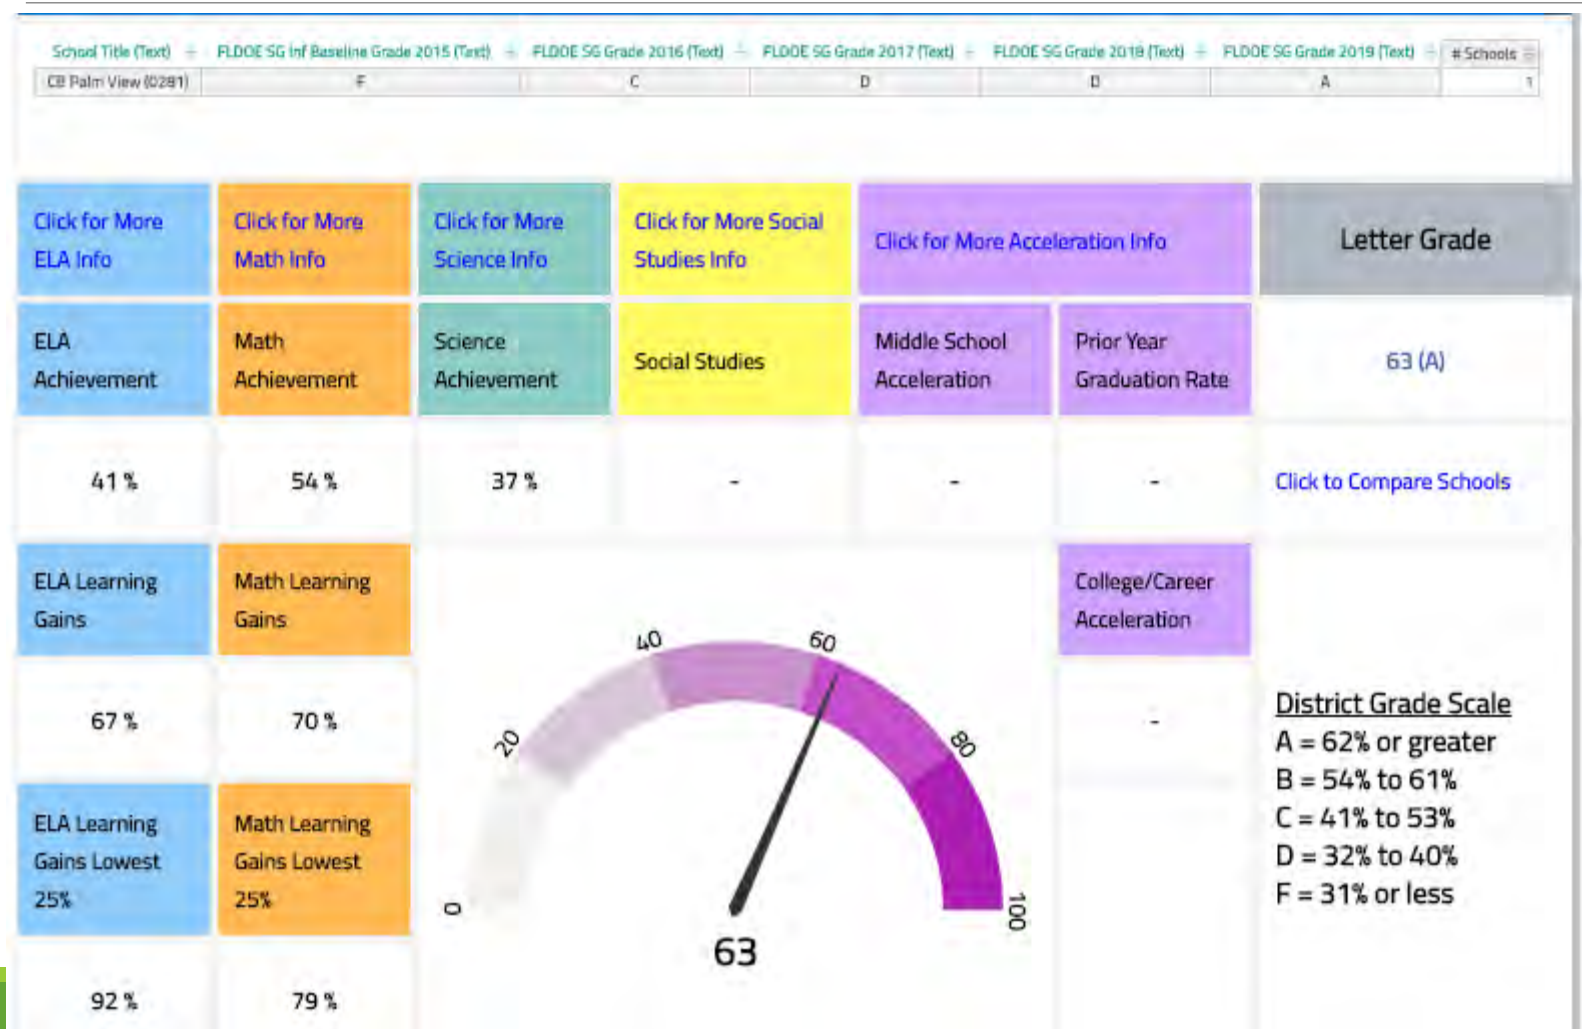 School Title (Text) FLDOE SG Inf Baseline Grade 2015 (Text) FLDOE SG Grade 2016 (Text) FLDOE SG Grade 2017 (Text) FLDOE SG Grade 2018 (Text) FLDOE SG Grade 2019 (Text) # Schools
CB Palm View (0281) F C D D A 1
Click for More
ELA Info
Click for More
Math Info
Click for More
Science Info
Click for More Social
Studies Info
Click for More Acceleration Info
Letter Grade
ELA
Achievement
Math
Achievement
Science
Achievement
Social Studies
Middle School
Acceleration
Prior Year
Graduation Rate
63 (A)
41 % 54 % 37 % - - -
Click to Compare Schools
ELA Learning
Gains
Math Learning
Gains
College/Career
Acceleration
67 % 70 % -
ELA Learning
Gains Lowest
25%
Math Learning
Gains Lowest
25%
92 % 79 %
0
20
40
60
80
100
63
District Grade Scale
A = 62% or greater
B = 54% to 61%
C = 41% to 53%
D = 32% to 40%
F = 31% or less